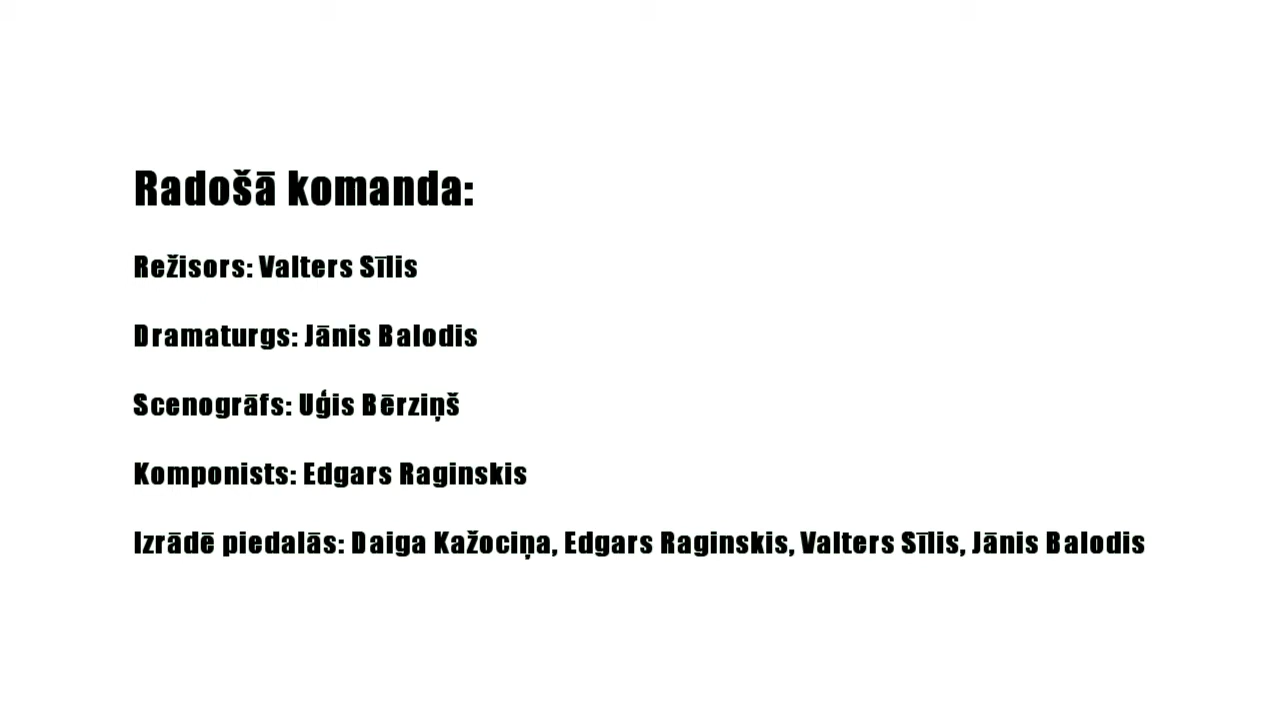 Radošā komanda:
Režisors: Valters Sīlis
Dramaturgs: Jānis Balodis
Scenogrāfs: Uģis Bērziņš
Komponists: Edgars Raginskis
Izrādē piedalās: Daiga Kažociņa, Edgars Raginskis, Valters Sīlis, Jānis Balodis